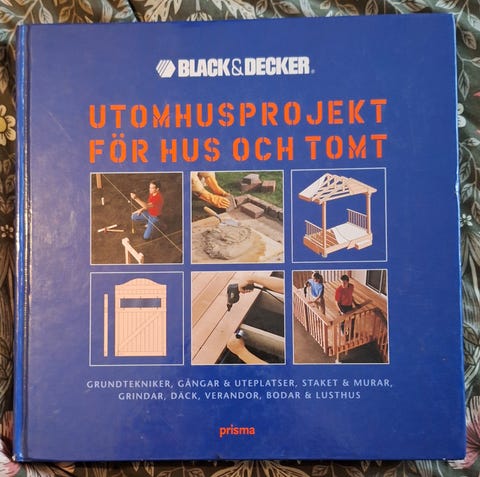 BLACK&DECKER®
UTOMHUSPROJEKT
FÖR HUS OCH TOMT
GRUNDTEKNIKER, GÅNGAR & UTEPLATSER, STAKET & MURAR,
GRINDAR, DÄCK, VERANDOR, BODAR & LUSTHUS
prisma